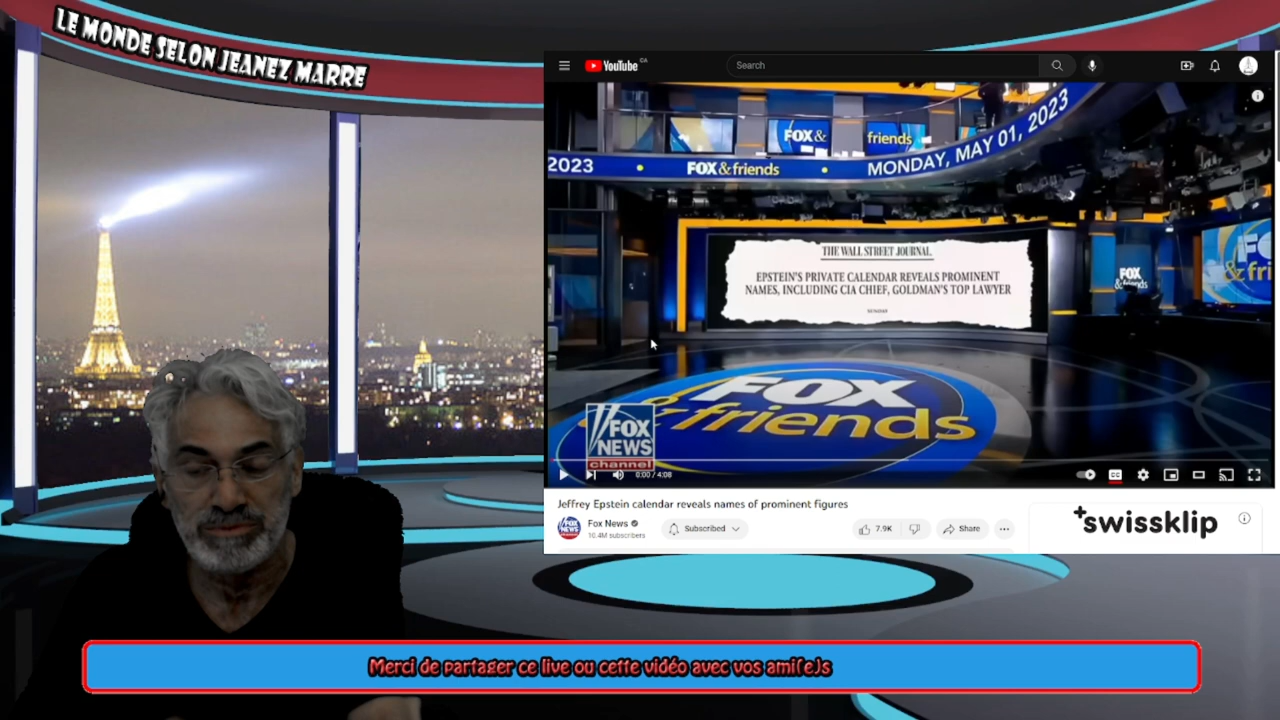 LE MONDE SELON JEANEZ MARRE
YouTube CA
Search
2023
FOX & friends
MONDAY, MAY 01, 2023
FOX &
friends
THE WALL STREET JOURNAL
EPSTEIN'S PRIVATE CALENDAR REVEALS PROMINENT
NAMES, INCLUDING CIA CHIEF, GOLDMAN'S TOP LAWYER
FOX
& friends
FOX
& friends
FOX
NEWS
channel
0:00 / 4:08
Jeffrey Epstein calendar reveals names of prominent figures
Fox News
10.4M subscribers
Subscribed
7.9K
Share
swissklip
Merci de partager ce live ou cette vidéo avec vos ami(e)s